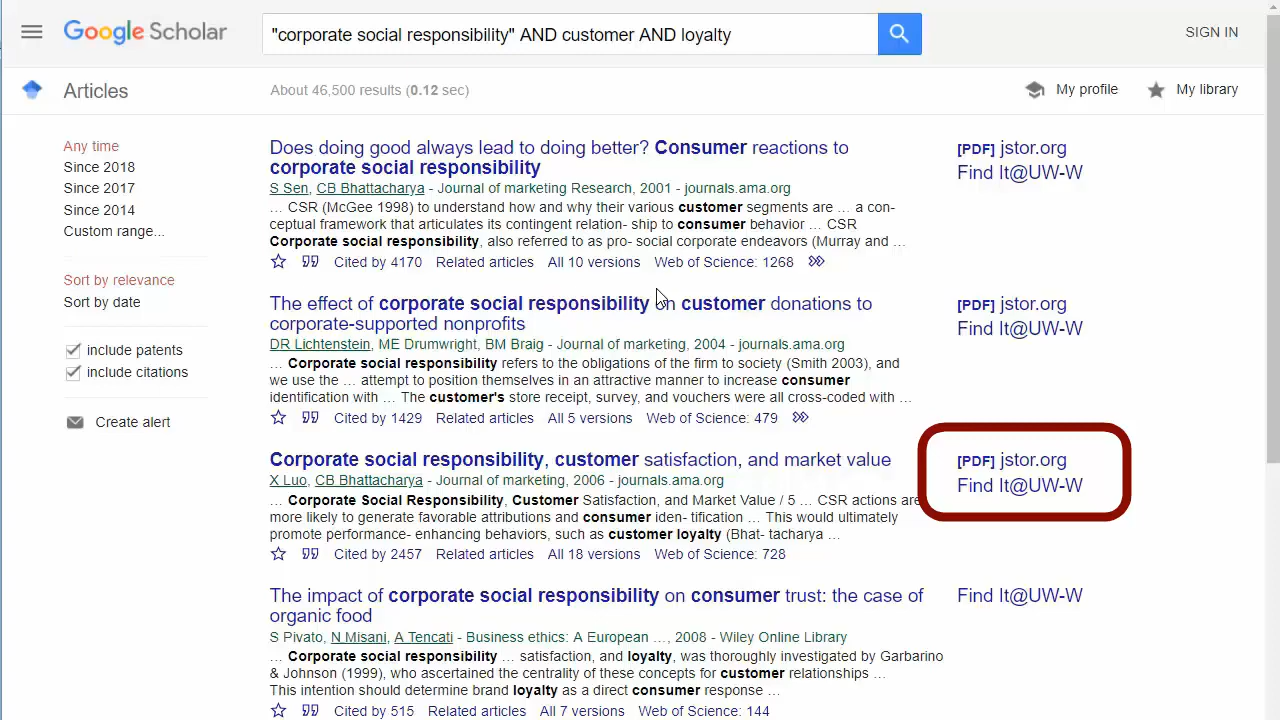 Google Scholar
"corporate social responsibility" AND customer AND loyalty
SIGN IN
Articles
About 46,500 results (0.12 sec)
My profile
My library
Any time
Since 2018
Since 2017
Since 2014
Custom range...
Sort by relevance
Sort by date
include patents
include citations
Create alert
Does doing good always lead to doing better? Consumer reactions to
corporate social responsibility
S Sen, CB Bhattacharya - Journal of marketing Research, 2001 - journals.ama.org
... CSR (McGee 1998) to understand how and why their various customer segments are ... a con-
ceptual framework that articulates its contingent relation- ship to consumer behavior ... CSR
Corporate social responsibility, also referred to as pro- social corporate endeavors (Murray and ...
Cited by 4170 Related articles All 10 versions Web of Science: 1268
[PDF] jstor.org
Find It@UW-W
The effect of corporate social responsibility on customer donations to
corporate-supported nonprofits
DR Lichtenstein, ME Drumwright, BM Braig - Journal of marketing, 2004 - journals.ama.org
... Corporate social responsibility refers to the obligations of the firm to society (Smith 2003), and
we use the ... attempt to position themselves in an attractive manner to increase consumer
identification with ... The customer's store receipt, survey, and vouchers were all cross-coded with ...
Cited by 1429 Related articles All 5 versions Web of Science: 479
[PDF] jstor.org
Find It@UW-W
Corporate social responsibility, customer satisfaction, and market value
X Luo, CB Bhattacharya - Journal of marketing, 2006 - journals.ama.org
... Corporate Social Responsibility, Customer Satisfaction, and Market Value / 5 ... CSR actions are
more likely to generate favorable attributions and consumer iden- tification ... This would ultimately
promote performance- enhancing behaviors, such as customer loyalty (Bhat- tacharya ...
Cited by 2457 Related articles All 18 versions Web of Science: 728
[PDF] jstor.org
Find It@UW-W
The impact of corporate social responsibility on consumer trust: the case of
organic food
S Pivato, N Misani, A Tencati - Business ethics: A European ..., 2008 - Wiley Online Library
... Corporate social responsibility ... satisfaction, and loyalty, was thoroughly investigated by Garbarino
& Johnson (1999), who ascertained the centrality of these concepts for customer relationships ...
This intention should determine brand loyalty as a direct consumer response ...
Cited by 515 Related articles All 7 versions Web of Science: 144
Find It@UW-W